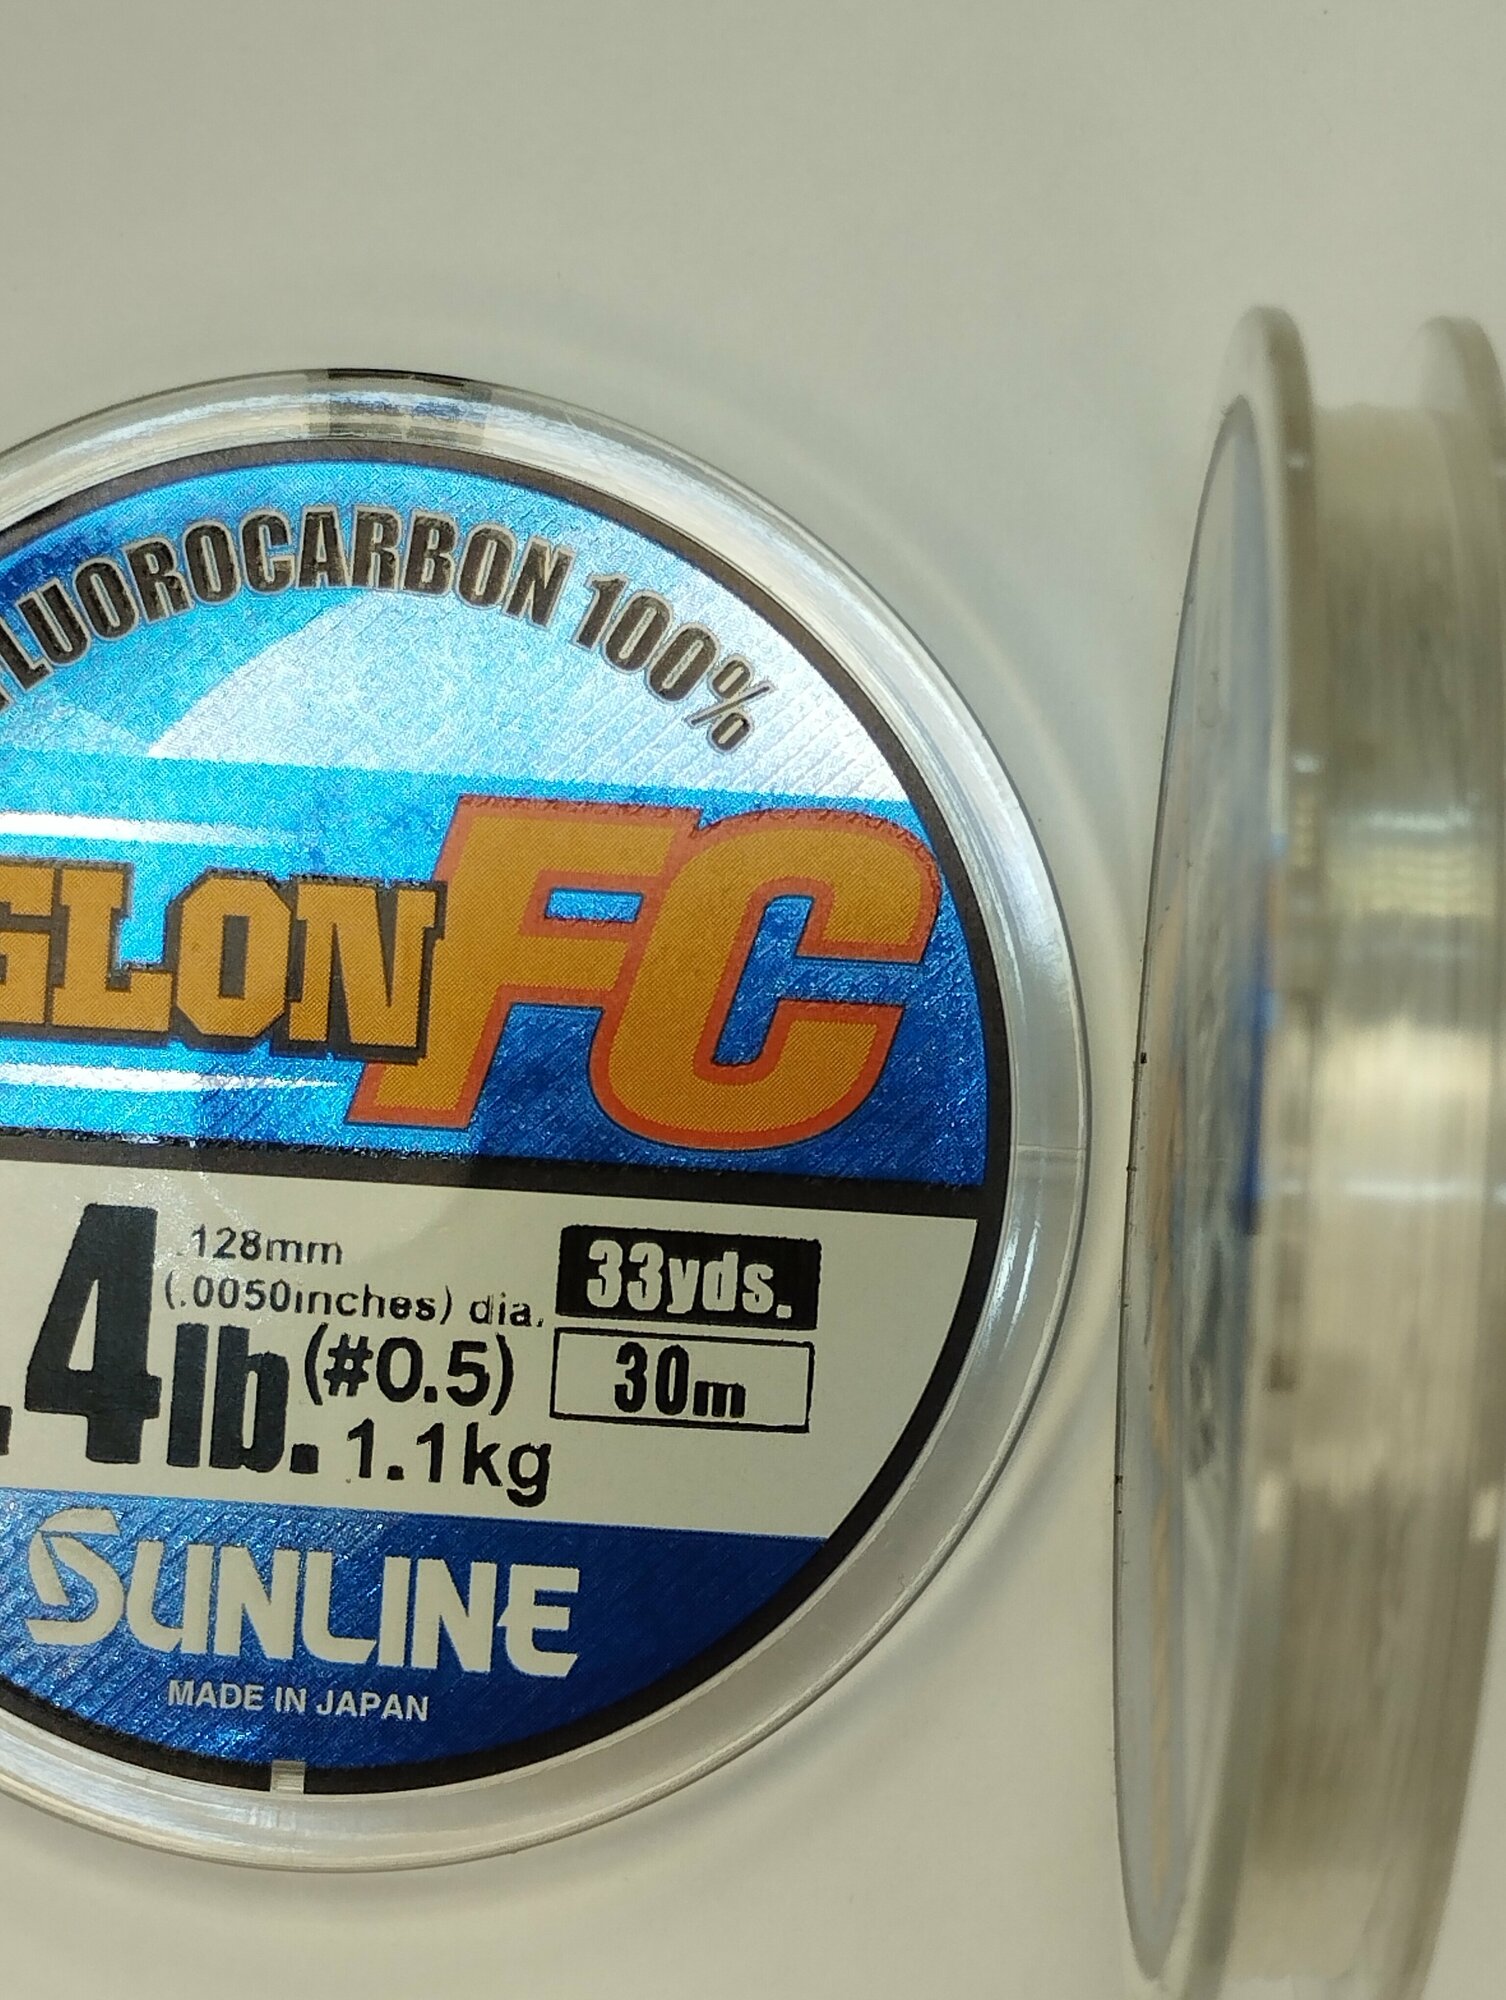 FLUOROCARBON 100%
GLON FC
.128mm
(.0050inches) dia.
.4lb. (#0.5)
1.1kg
33yds.
30m
SUNLINE
MADE IN JAPAN